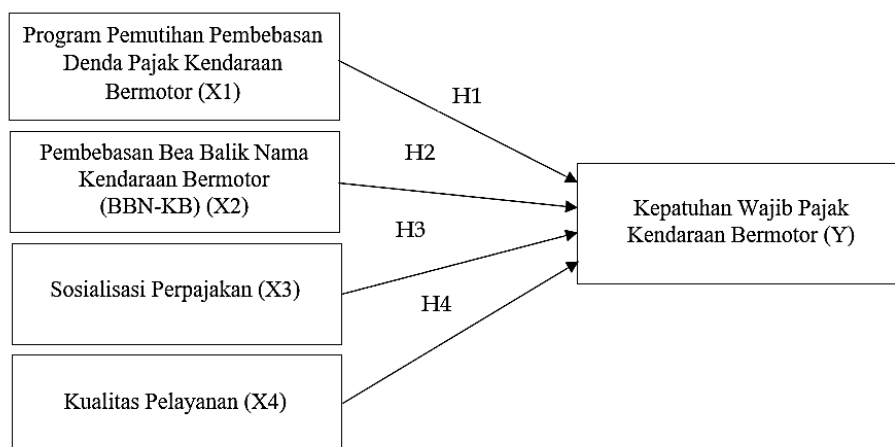 Program Pemutihan Pembebasan
Denda Pajak Kendaraan
Bermotor (X1)
H1
Pembebasan Bea Balik Nama
Kendaraan Bermotor
(BBN-KB) (X2)
H2
Kepatuhan Wajib Pajak
Kendaraan Bermotor (Y)
H3
Sosialisasi Perpajakan (X3)
H4
Kualitas Pelayanan (X4)